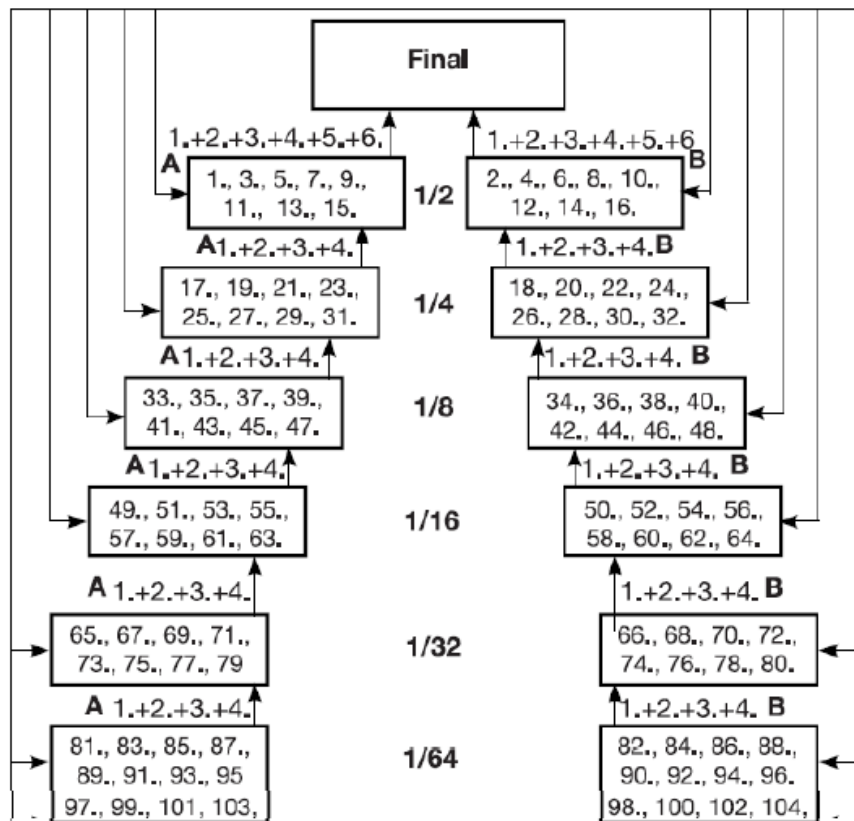 Final
1.+2.+3.+4.+5.+6. 1.+2.+3.+4.+5.+6
A B
1., 3., 5., 7., 9., 1/2 2., 4., 6., 8., 10.,
11., 13., 15. 12., 14., 16.
A 1.+2.+3.+4. 1.+2.+3.+4. B
17., 19., 21., 23., 1/4 18., 20., 22., 24.,
25., 27., 29., 31. 26., 28., 30., 32.
A 1.+2.+3.+4. 1.+2.+3.+4. B
33., 35., 37., 39., 1/8 34., 36., 38., 40.,
41., 43., 45., 47. 42., 44., 46., 48.
A 1.+2.+3.+4. 1.+2.+3.+4. B
49., 51., 53., 55., 1/16 50., 52., 54., 56.,
57., 59., 61., 63. 58., 60., 62., 64.
A 1.+2.+3.+4. 1.+2.+3.+4. B
65., 67., 69., 71., 1/32 66., 68., 70., 72.,
73., 75., 77., 79 74., 76., 78., 80.
A 1.+2.+3.+4. 1.+2.+3.+4. B
81., 83., 85., 87., 1/64 82., 84., 86., 88.,
89., 91., 93., 95 90., 92., 94., 96.
97., 99., 101, 103, 98., 100, 102, 104,